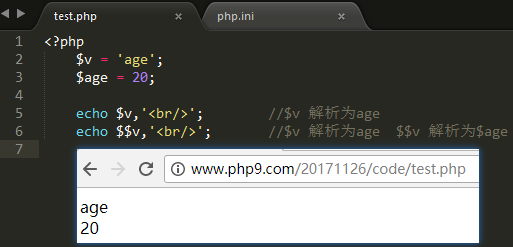 test.php × php.ini ×
1 <?php
2 $v = 'age';
3 $age = 20;
4
5 echo $v,'<br/>'; //$v 解析为age
6 echo $$v,'<br/>'; //$v 解析为age $$v 解析为$age
7
www.php9.com/20171126/code/test.php
age
20